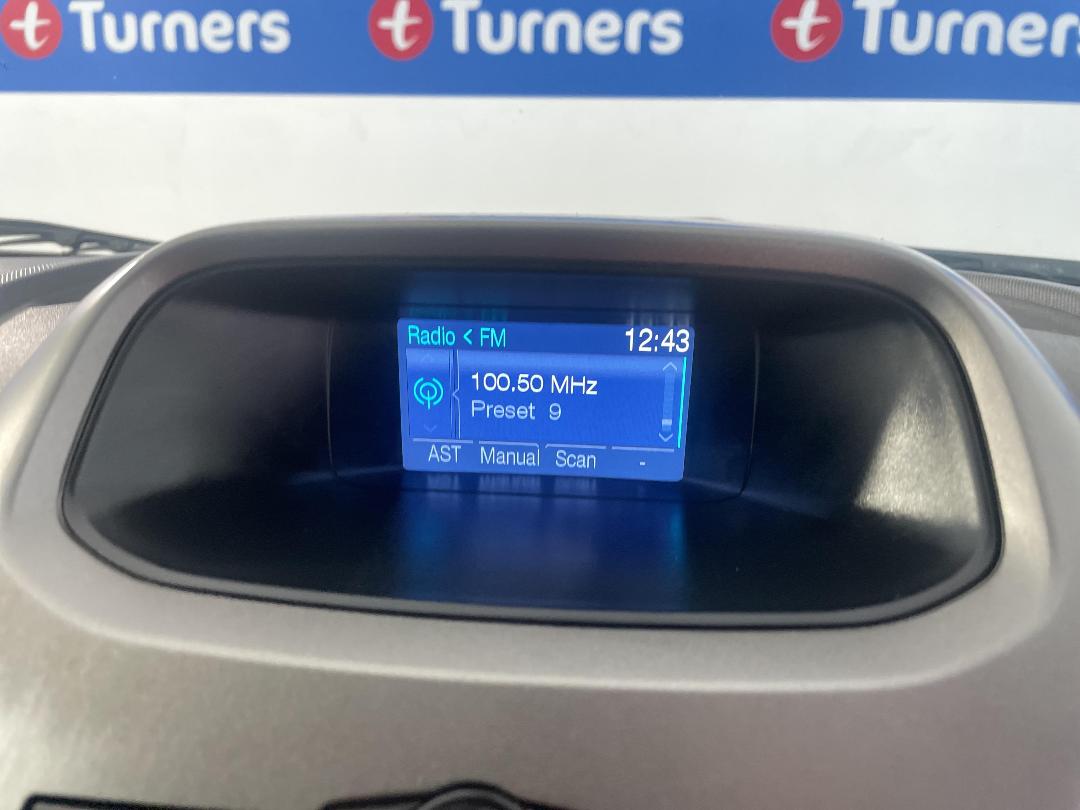 Turners Turners Turners
Radio < FM 12:43
100.50 MHz
Preset 9
AST Manual Scan -